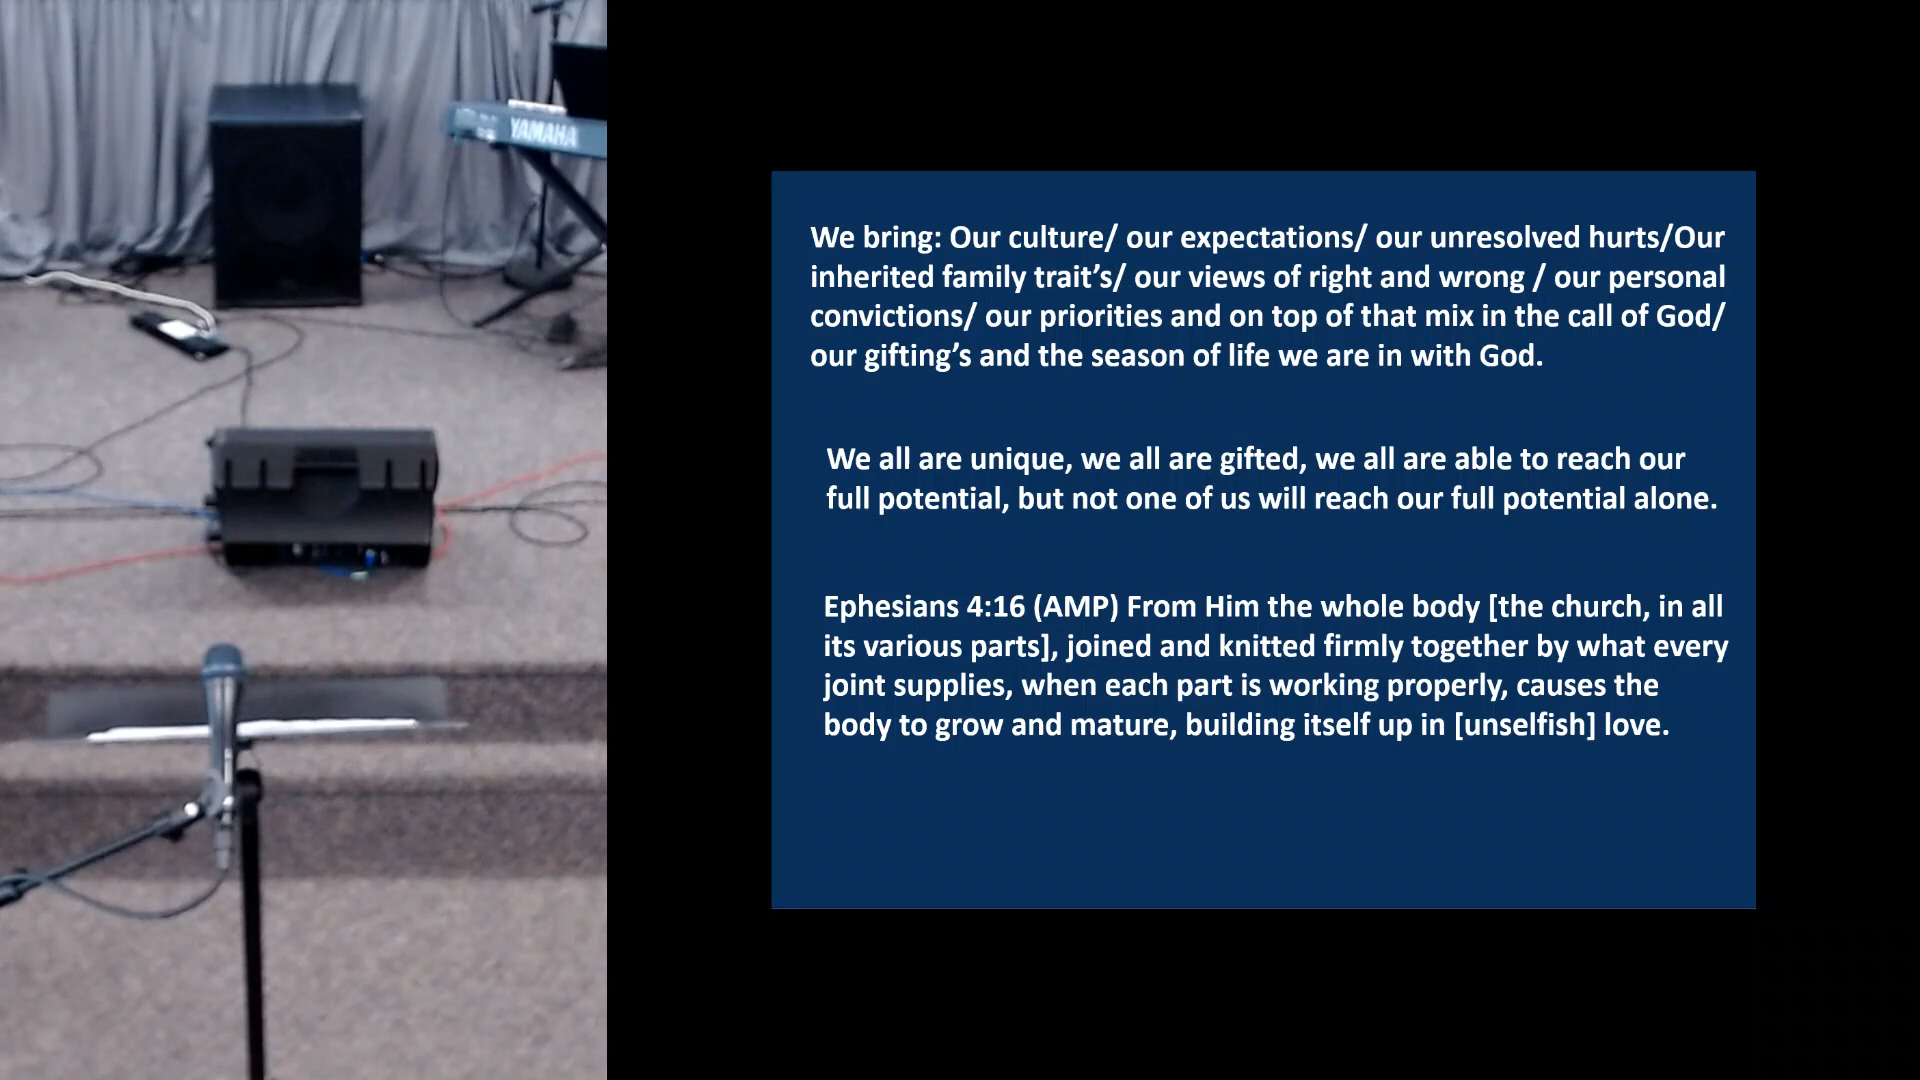 YAMAHA
We bring: Our culture/ our expectations/ our unresolved hurts/Our
inherited family trait’s/ our views of right and wrong / our personal
convictions/ our priorities and on top of that mix in the call of God/
our gifting’s and the season of life we are in with God.
We all are unique, we all are gifted, we all are able to reach our
full potential, but not one of us will reach our full potential alone.
Ephesians 4:16 (AMP) From Him the whole body [the church, in all
its various parts], joined and knitted firmly together by what every
joint supplies, when each part is working properly, causes the
body to grow and mature, building itself up in [unselfish] love.